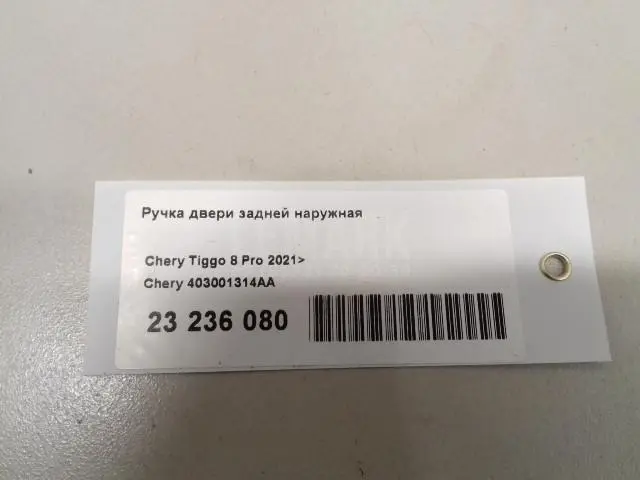 Ручка двери задней наружная
Chery Tiggo 8 Pro 2021>
Chery 403001314AA
23 236 080